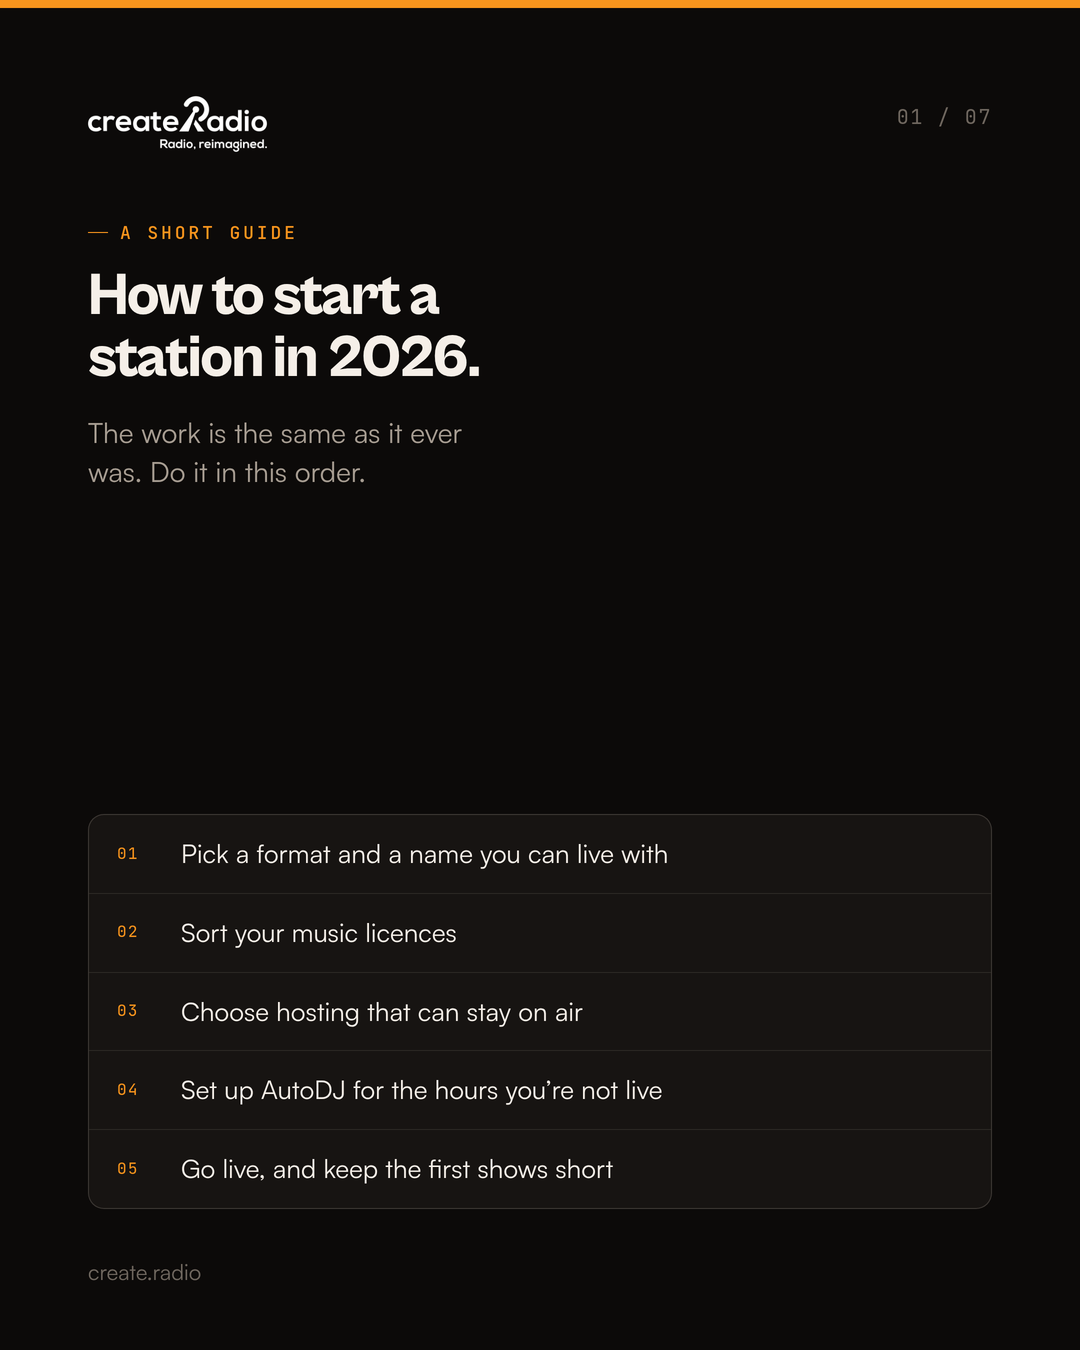 createRadio
Radio, reimagined.
01 / 07
— A SHORT GUIDE
How to start a
station in 2026.
The work is the same as it ever
was. Do it in this order.
01 Pick a format and a name you can live with
02 Sort your music licences
03 Choose hosting that can stay on air
04 Set up AutoDJ for the hours you’re not live
05 Go live, and keep the first shows short
create.radio